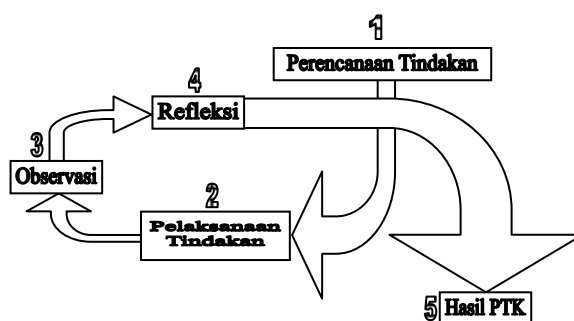 1
Perencanaan Tindakan
4
Refleksi
3
Observasi
2
Pelaksanaan
Tindakan
5 Hasil PTK